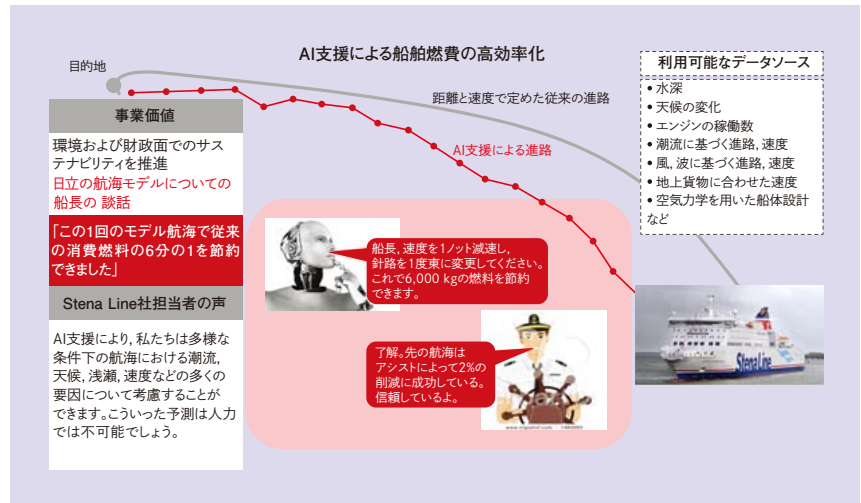 AI支援による船舶燃費の高効率化
目的地
距離と速度で定めた従来の進路
AI支援による進路
利用可能なデータソース
• 水深
• 天候の変化
• エンジンの稼働数
• 潮流に基づく進路，速度
• 風，波に基づく進路，速度
• 地上貨物に合わせた速度
• 空気力学を用いた船体設計
など
事業価値
環境および財政面でのサス
テナビリティを推進
日立の航海モデルについての
船長の 談話
「この1回のモデル航海で従来
の消費燃料の6分の1を節約
できました」
Stena Line社担当者の声
AI支援により，私たちは多様な
条件下の航海における潮流，
天候，浅瀬，速度などの多くの
要因について考慮することが
できます。こういった予測は人力
では不可能でしょう。
船長，速度を1ノット減速し，
針路を1度東に変更してください。
これで6,000 kgの燃料を節約
できます。
了解。先の航海は
アシストによって2%の
削減に成功している。
信頼しているよ。
StenaLine